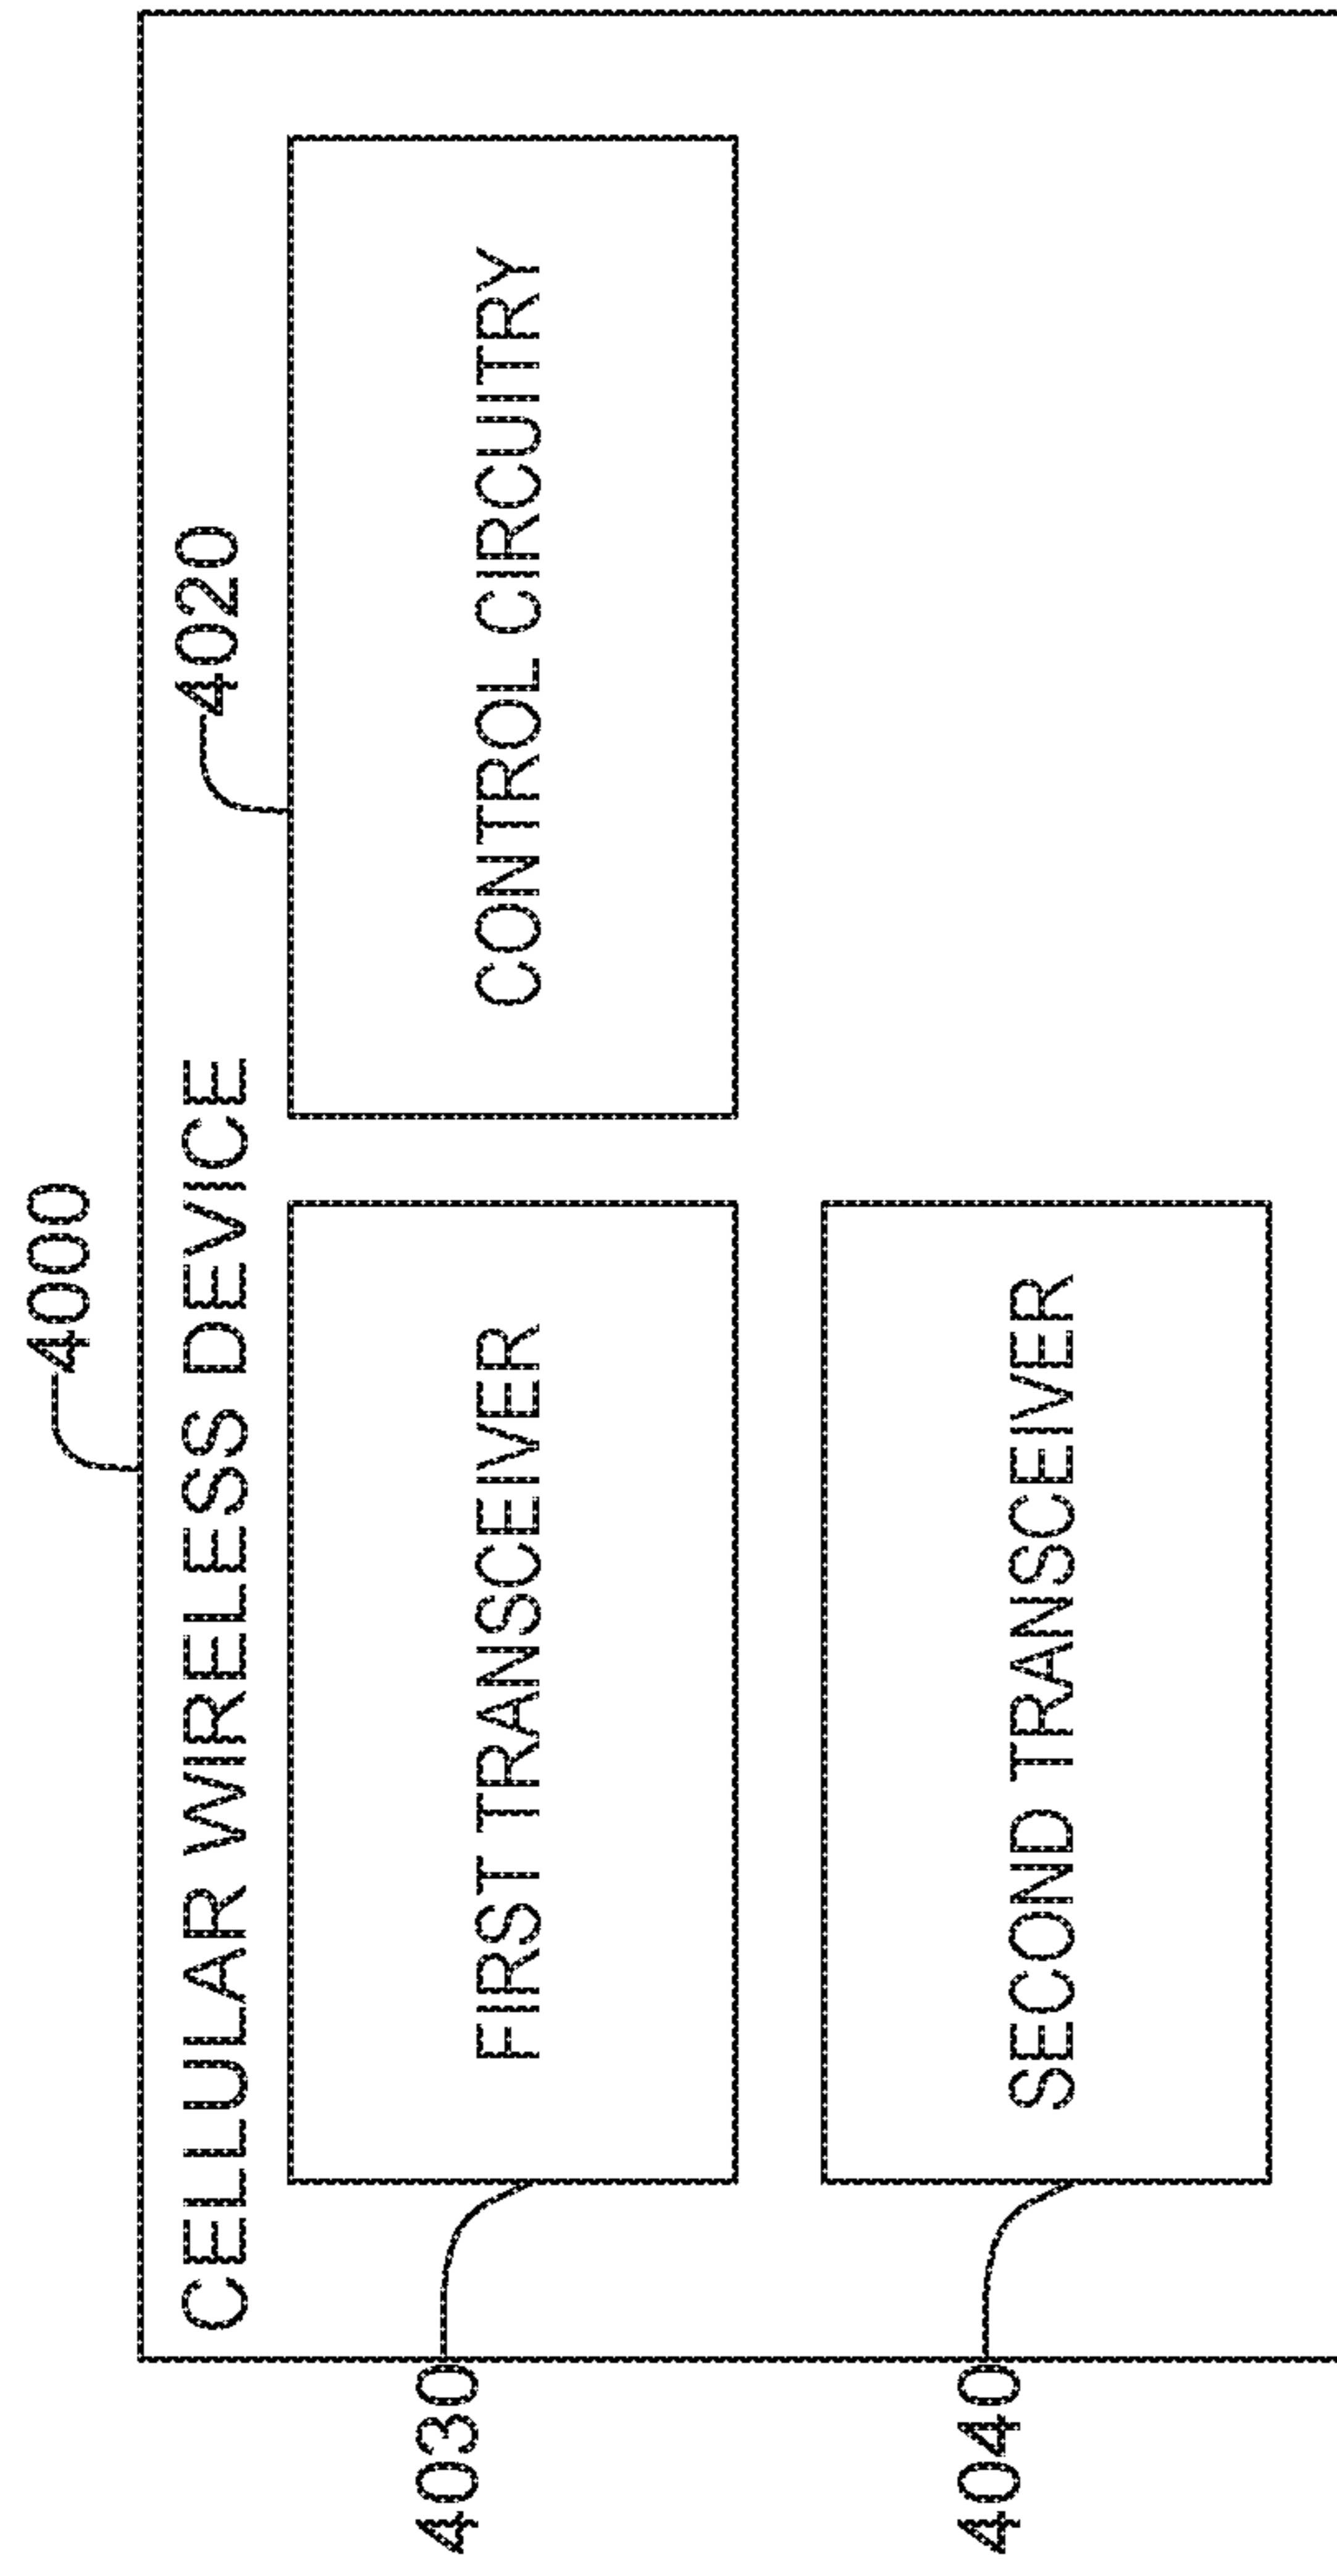 4000
CELLULAR WIRELESS DEVICE
4020
4030
FIRST TRANSCEIVER
CONTROL CIRCUITRY
4040
SECOND TRANSCEIVER